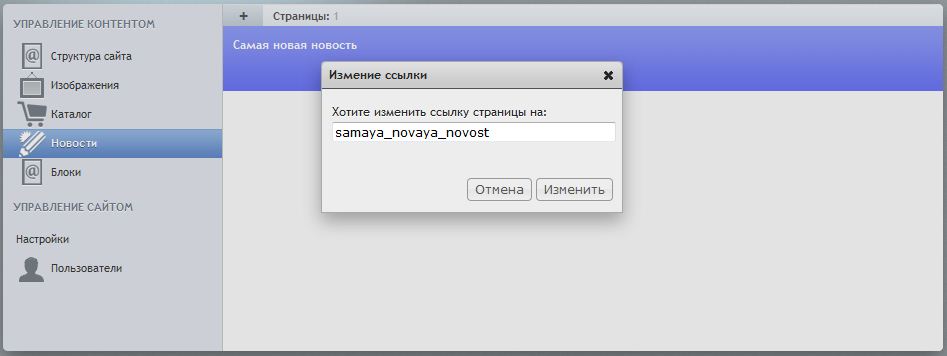 УПРАВЛЕНИЕ КОНТЕНТОМ
Структура сайта
Изображения
Каталог
Новости
Блоки
УПРАВЛЕНИЕ САЙТОМ
Настройки
Пользователи
+ Страницы: 1
Самая новая новость
Измение ссылки
Хотите изменить ссылку страницы на:
samaya_novaya_novost
Отмена Изменить